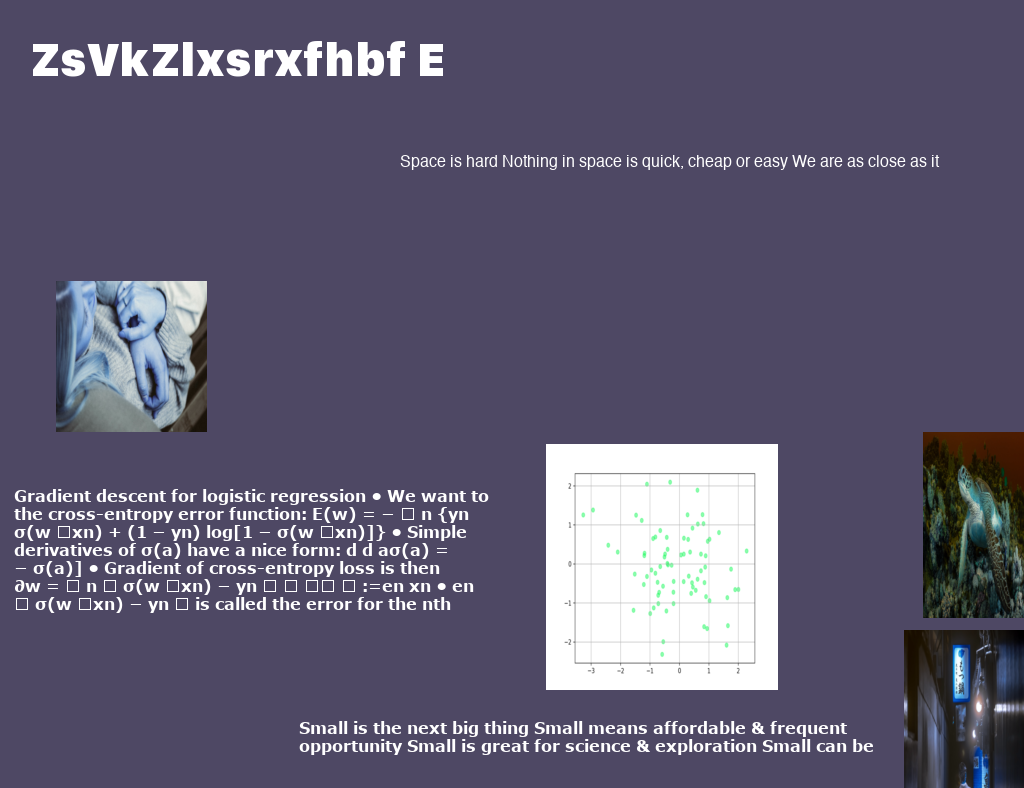 ZsVkZlxsrxfhbf E
Space is hard Nothing in space is quick, cheap or easy We are as close as it
Gradient descent for logistic regression • We want to
the cross-entropy error function: E(w) = − □ n {yn
σ(w □xn) + (1 − yn) log[1 − σ(w □xn)]} • Simple
derivatives of σ(a) have a nice form: d d aσ(a) =
− σ(a)] • Gradient of cross-entropy loss is then
∂w = □ n □ σ(w □xn) − yn □ □ □□ □ :=en xn • en
□ σ(w □xn) − yn □ is called the error for the nth
2
1
0
−1
−2
−3 −2 −1 0 1 2
Small is the next big thing Small means affordable & frequent
opportunity Small is great for science & exploration Small can be